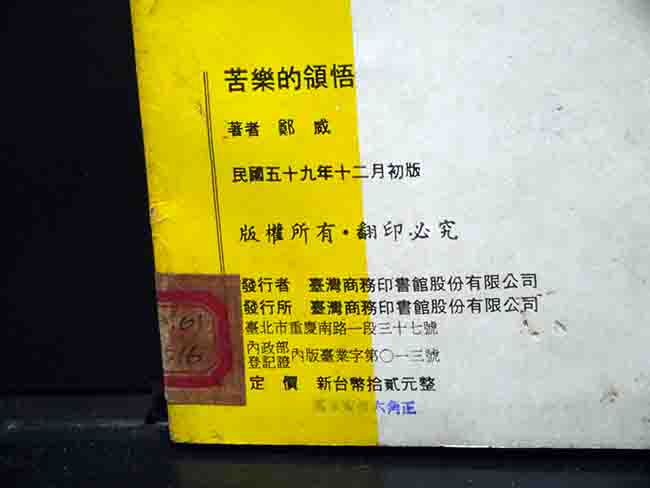 苦樂的領悟
著者 鄭 威
民國五十九年十二月初版
版權所有・翻印必究
發行者 臺灣商務印書館股份有限公司
發行所 臺灣商務印書館股份有限公司
臺北市重慶南路一段三十七號
內政部登記證 內版臺業字第〇一三號
定 價 新台幣拾貳元整
六角正